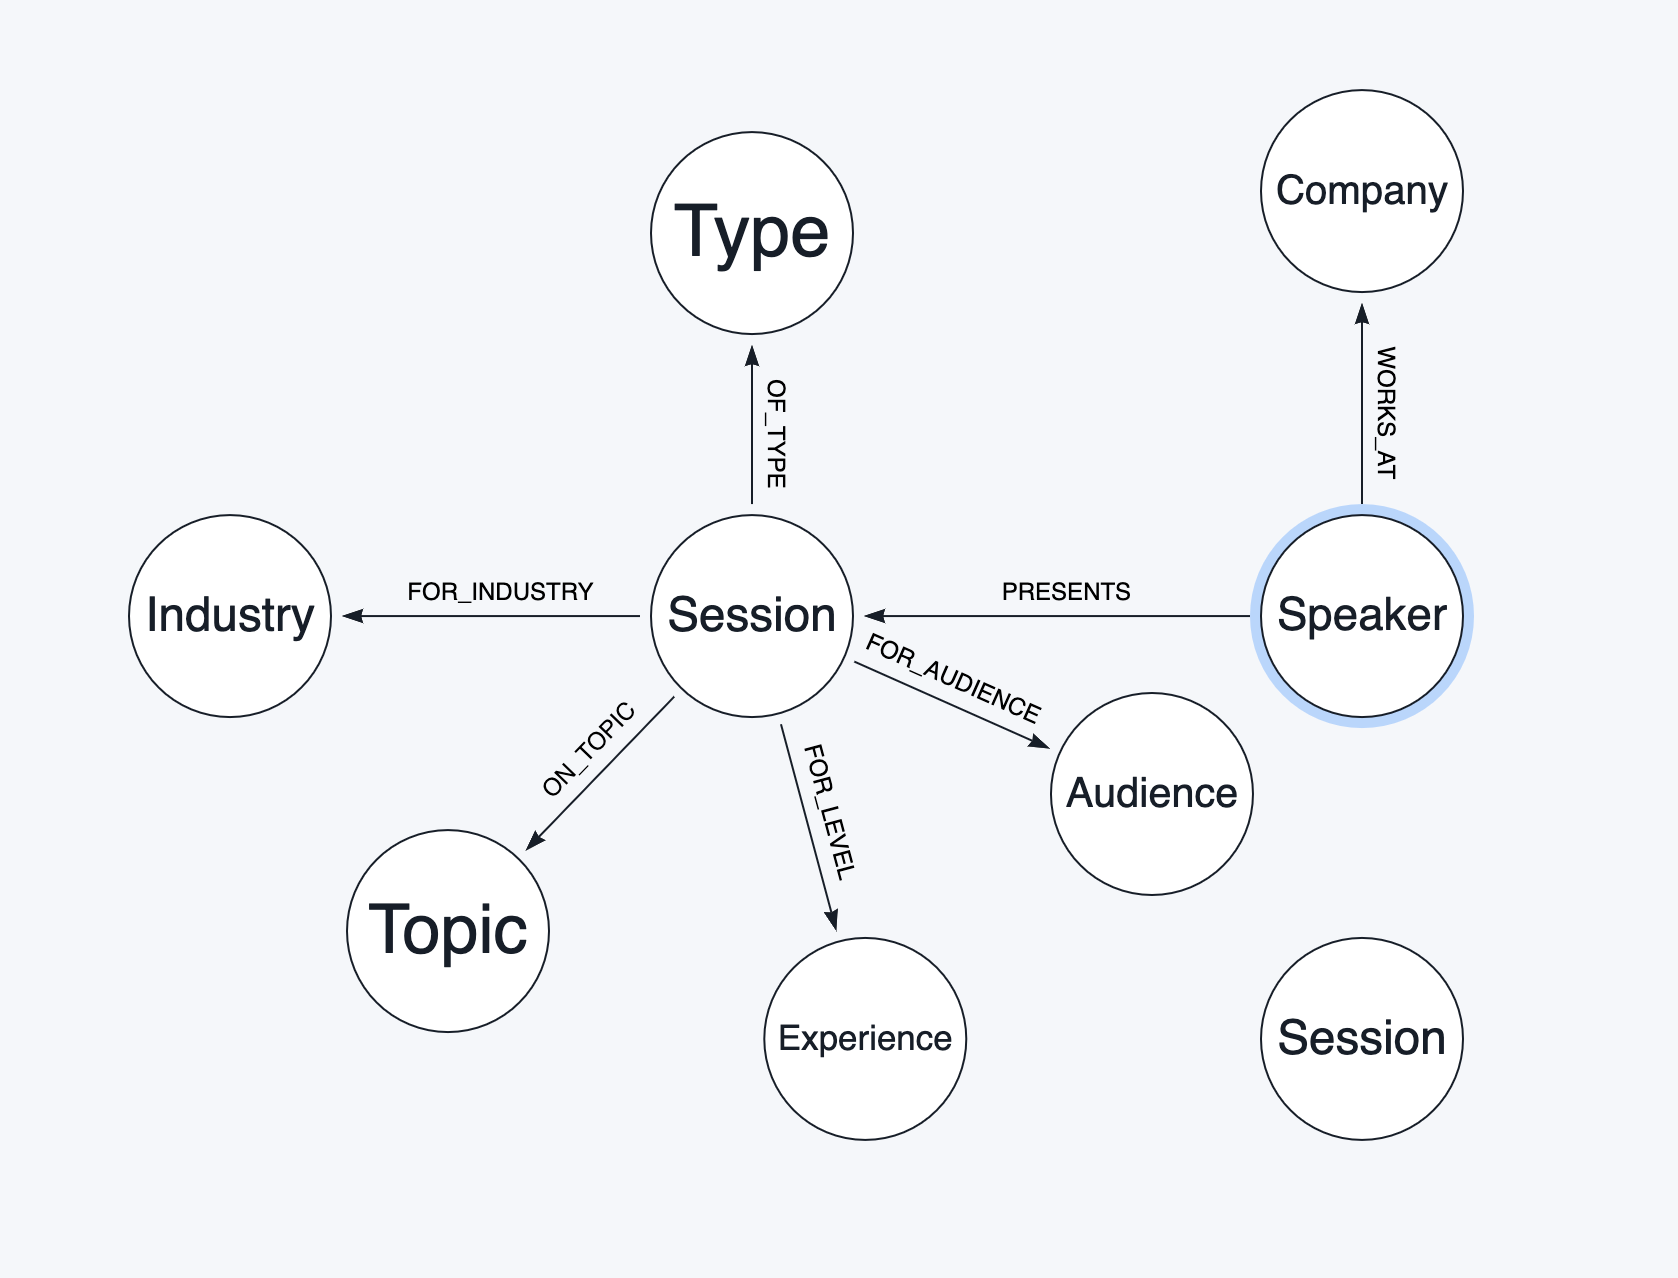 Company
Type
WORKS_AT
OF_TYPE
FOR_INDUSTRY
PRESENTS
Industry
Session
Speaker
FOR_AUDIENCE
ON_TOPIC
FOR_LEVEL
Audience
Topic
Experience
Session